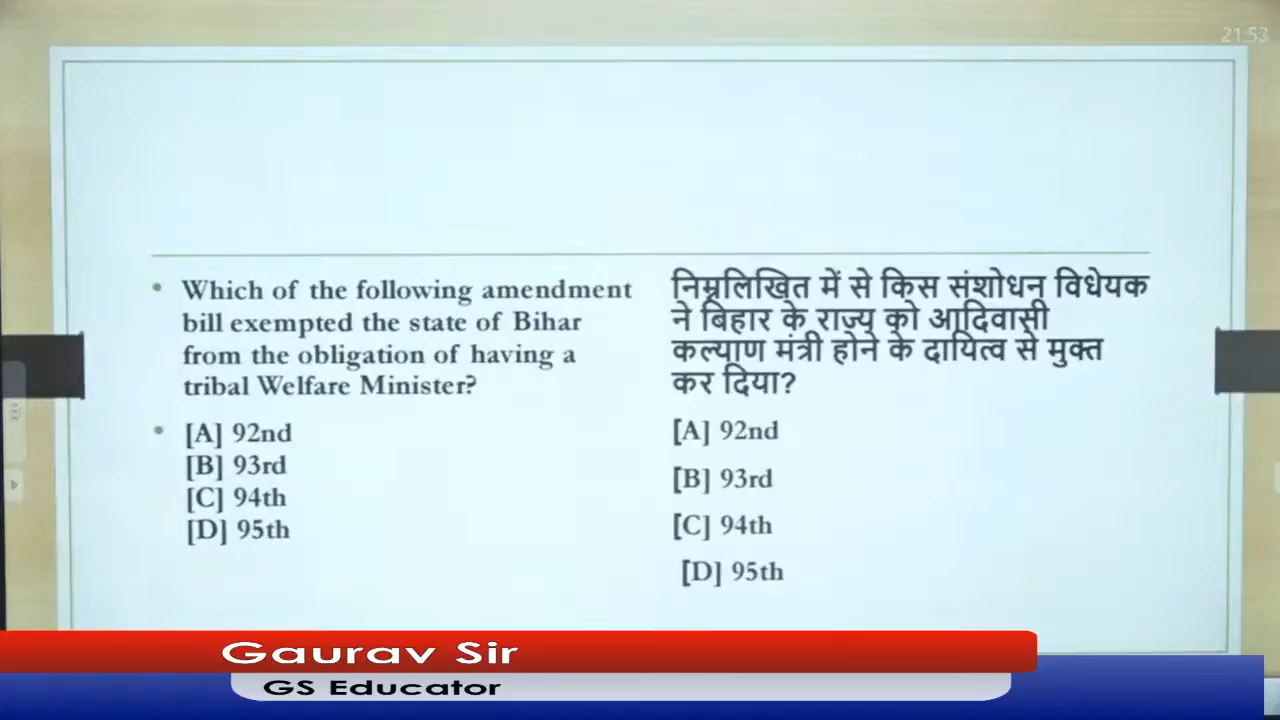 21:53
• Which of the following amendment
bill exempted the state of Bihar
from the obligation of having a
tribal Welfare Minister?
• [A] 92nd
[B] 93rd
[C] 94th
[D] 95th
निम्नलिखित में से किस संशोधन विधेयक
ने बिहार के राज्य को आदिवासी
कल्याण मंत्री होने के दायित्व से मुक्त
कर दिया?
[A] 92nd
[B] 93rd
[C] 94th
[D] 95th
Gaurav Sir
GS Educator